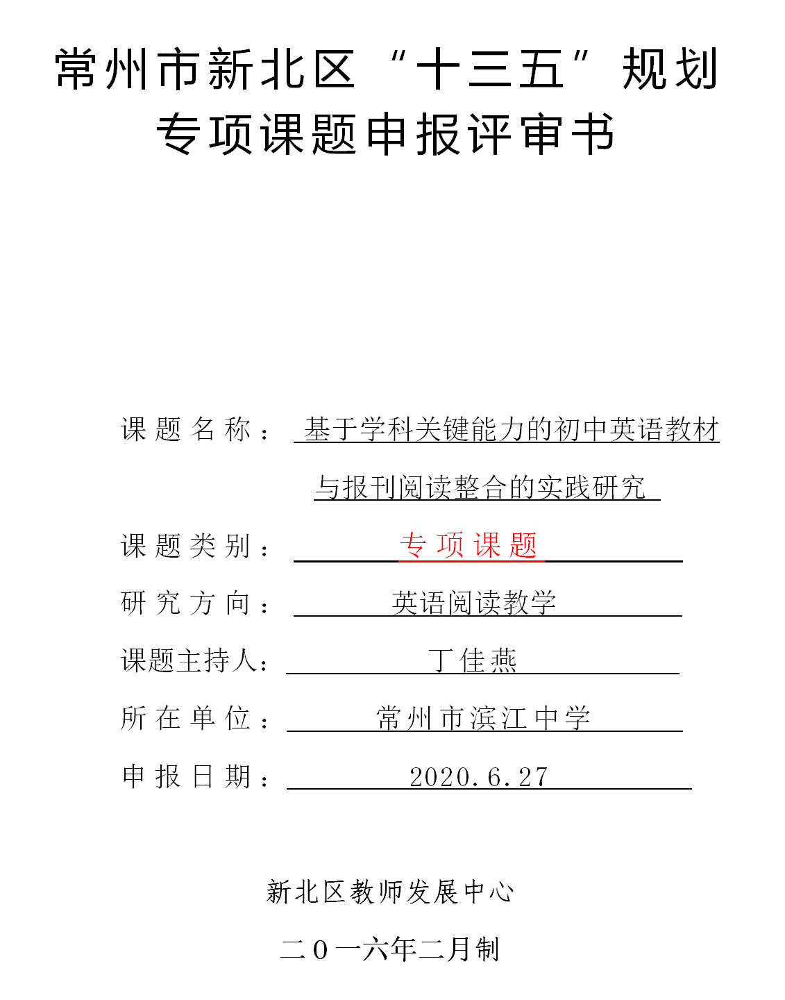 常州市新北区“十三五”规划
专项课题申报评审书
课题名称：基于学科关键能力的初中英语教材
与报刊阅读整合的实践研究
课题类别：专项课题
研究方向：英语阅读教学
课题主持人：丁佳燕
所在单位：常州市滨江中学
申报日期：2020.6.27
新北区教师发展中心
二O一六年二月制